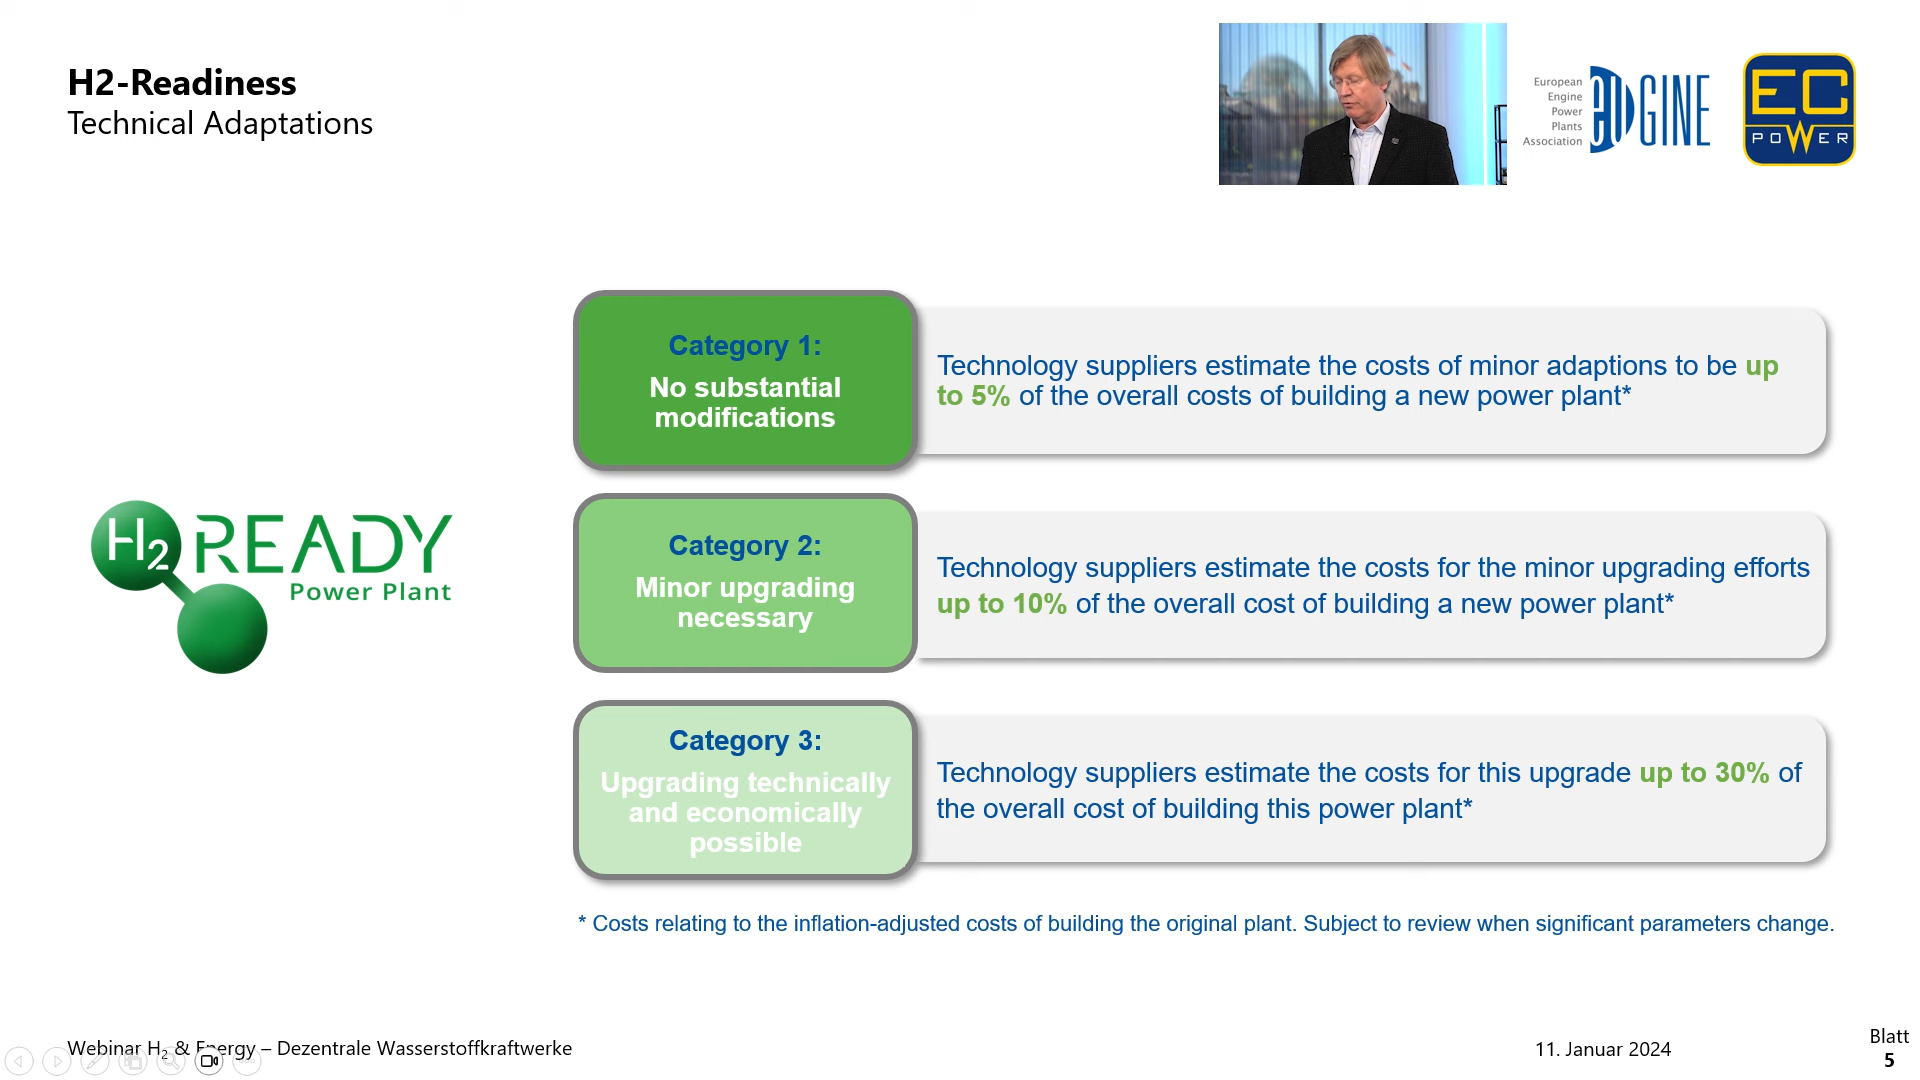 H2-Readiness
Technical Adaptations
European
Engine
Power
Plants
Association
eUGINE
EC
POWER
Category 1:
No substantial
modifications
Technology suppliers estimate the costs of minor adaptions to be up
to 5% of the overall costs of building a new power plant*
H2READY
Power Plant
Category 2:
Minor upgrading
necessary
Technology suppliers estimate the costs for the minor upgrading efforts
up to 10% of the overall cost of building a new power plant*
Category 3:
Upgrading technically
and economically
possible
Technology suppliers estimate the costs for this upgrade up to 30% of
the overall cost of building this power plant*
* Costs relating to the inflation-adjusted costs of building the original plant. Subject to review when significant parameters change.
Webinar H₂ & Energy – Dezentrale Wasserstoffkraftwerke
11. Januar 2024
Blatt
5